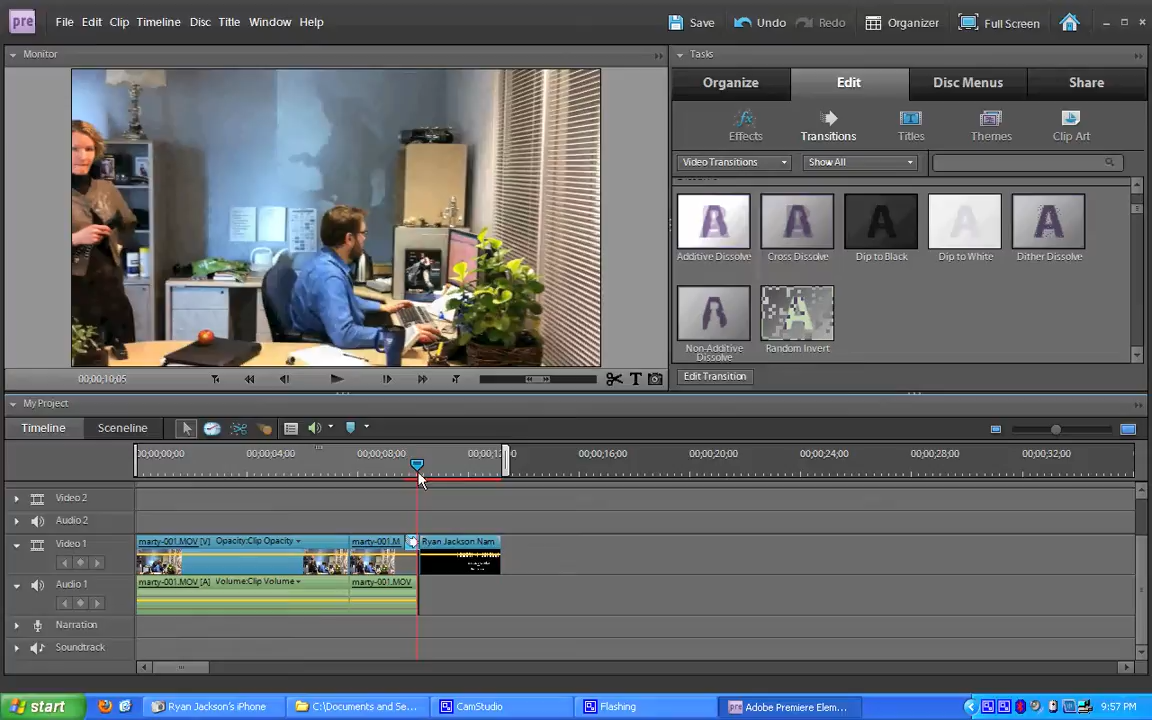 pre File Edit Clip Timeline Disc Title Window Help Save Undo Redo Organizer Full Screen
Monitor
Tasks
Organize Edit Disc Menus Share
Effects Transitions Titles Themes Clip Art
Video Transitions Show All
Additive Dissolve Cross Dissolve Dip to Black Dip to White Dither Dissolve
Non-Additive Dissolve Random Invert
00;00;10;05
Edit Transition
My Project
Timeline Sceneline
00;00;00;00 00;00;04;00 00;00;08;00 00;00;16;00 00;00;20;00 00;00;24;00 00;00;28;00 00;00;32;00
Video 2
Audio 2
Video 1 marty-001.MOV [V] Opacity:Clip Opacity marty-001.M Ryan Jackson Nam
Audio 1 marty-001.MOV [A] Volume:Clip Volume marty-001.MOV
Narration
Soundtrack
start Ryan Jackson's iPhone C:\Documents and Se... CamStudio Flashing Adobe Premiere Elem... 9:57 PM